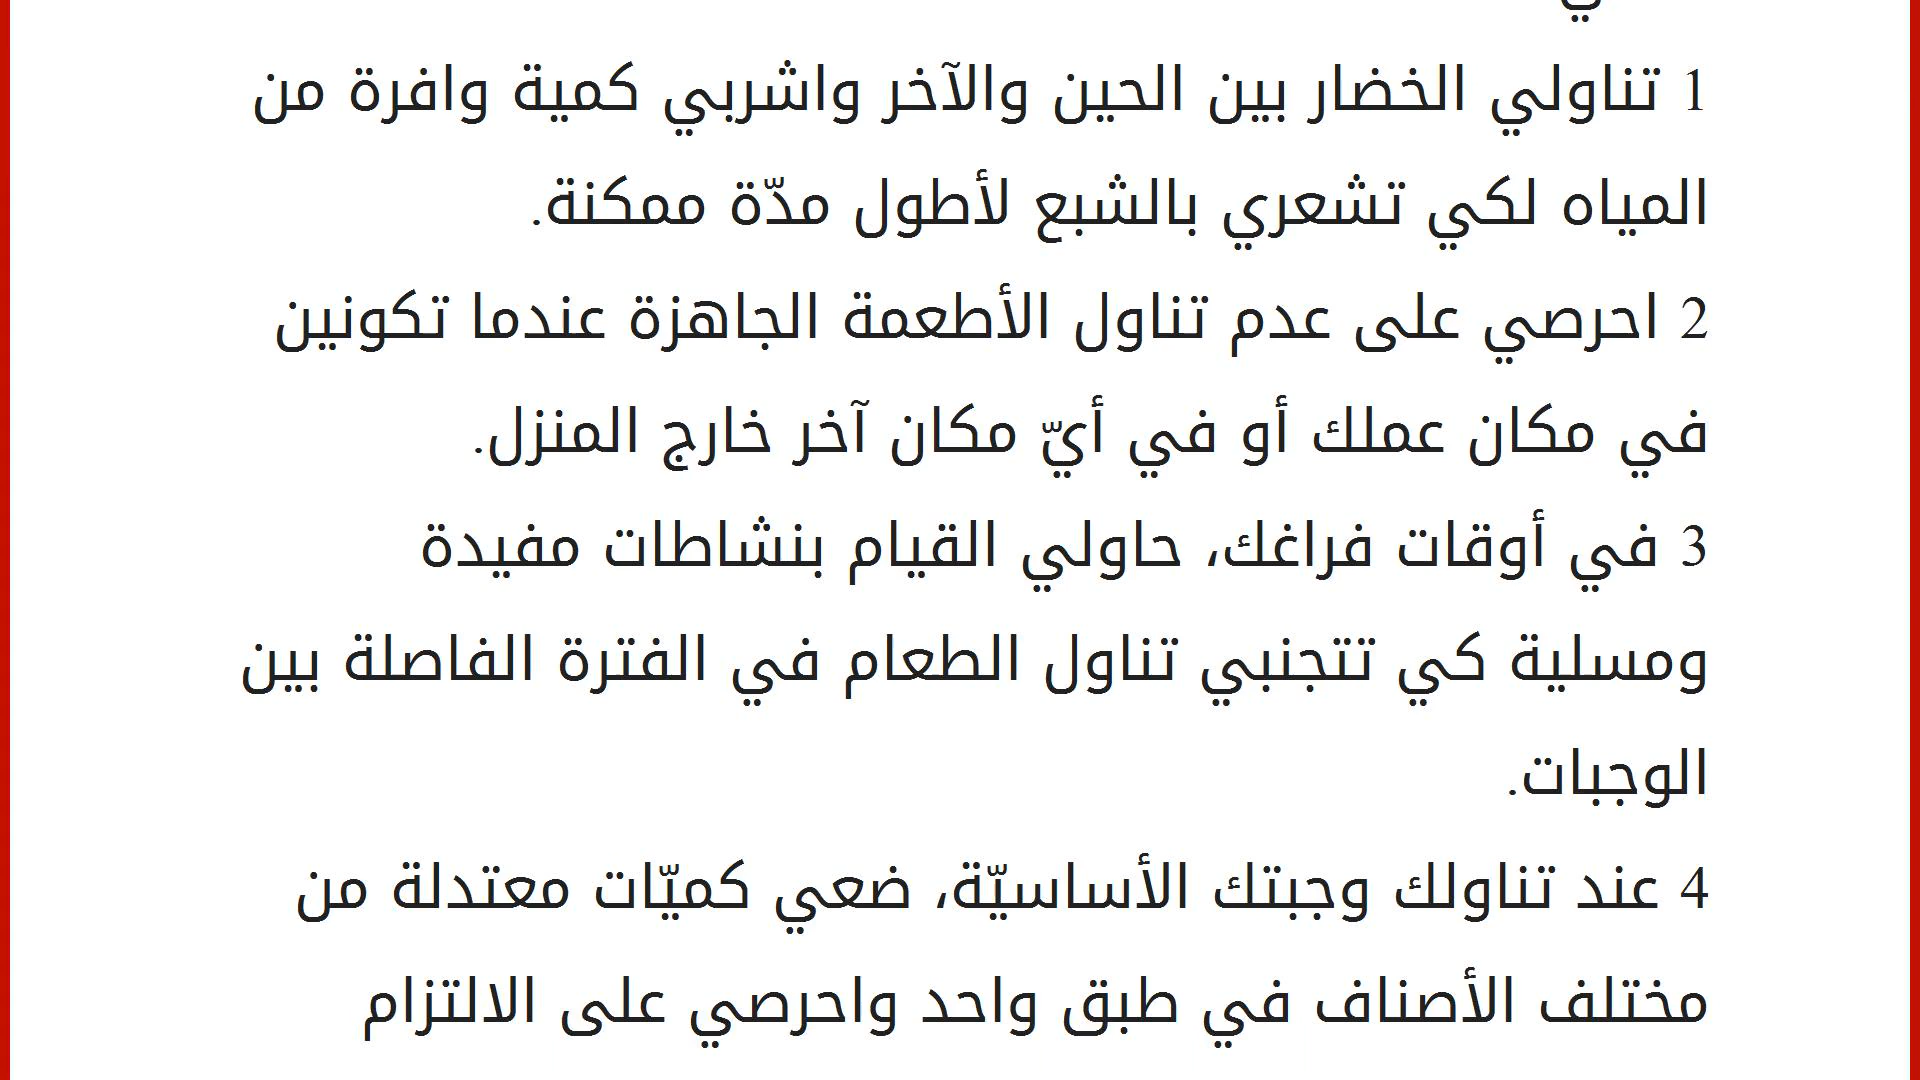 1 تناولي الخضار بين الحين والآخر واشربي كمية وافرة من
المياه لكي تشعري بالشبع لأطول مدّة ممكنة.
2 احرصي على عدم تناول الأطعمة الجاهزة عندما تكونين
في مكان عملك أو في أيّ مكان آخر خارج المنزل.
3 في أوقات فراغك، حاولي القيام بنشاطات مفيدة
ومسلية كي تتجنبي تناول الطعام في الفترة الفاصلة بين
الوجبات.
4 عند تناولك وجبتك الأساسيّة، ضعي كميّات معتدلة من
مختلف الأصناف في طبق واحد واحرصي على الالتزام